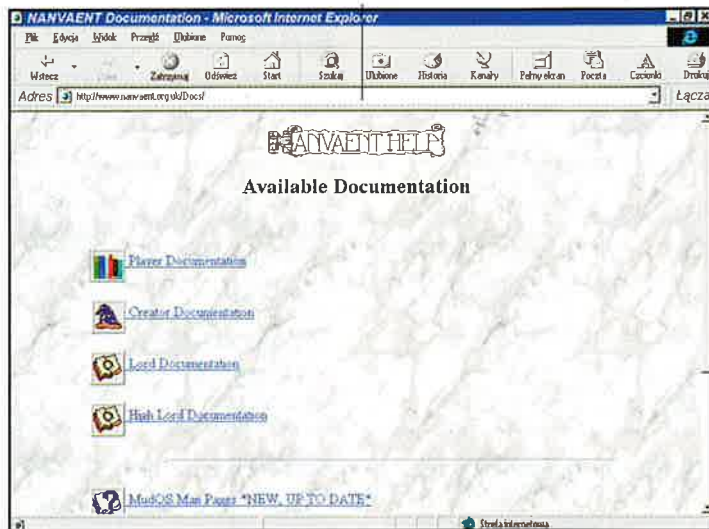 NANVAENT Documentation - Microsoft Internet Explorer
Plik Edycja Widok Przejdź Ulubione Pomoc
Wstecz Zatrzymaj Odśwież Start Szukaj Ulubione Historia Kanały Pełny ekran Poczta Czcionki Drukuj
Adres http://www.nanvaent.org.uk/Docs/ Łącza
NANVAENT HELP
Available Documentation
Player Documentation
Creator Documentation
Lord Documentation
High Lord Documentation
MudOS Man Pages *NEW, UP TO DATE*
Strefa internetowa